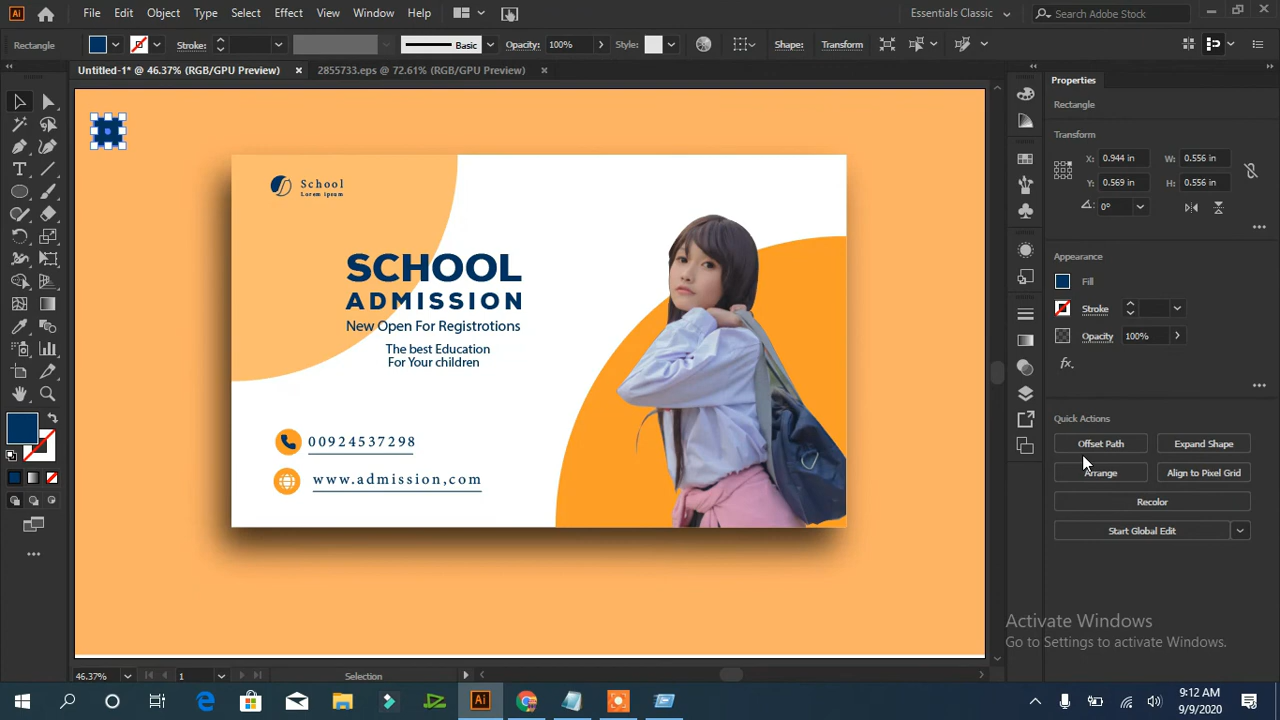 Ai File Edit Object Type Select Effect View Window Help Essentials Classic Search Adobe Stock
Rectangle Stroke: Basic Opacity: 100% Style: Shape: Transform
Untitled-1* @ 46.37% (RGB/GPU Preview) × 2855733.eps @ 72.61% (RGB/GPU Preview) ×
Properties
Rectangle
Transform
X: 0.944 in W: 0.556 in
Y: 0.569 in H: 0.556 in
0°
Appearance
Fill
Stroke
Opacity 100%
fx.
Quick Actions
Offset Path Expand Shape
Arrange Align to Pixel Grid
Recolor
Start Global Edit
School
Lorem ipsum
SCHOOL
ADMISSION
New Open For Registrotions
The best Education
For Your children
00924537298
www.admission,com
Activate Windows
Go to Settings to activate Windows.
46.37% 1 Selection
Ai
5:12 AM
9/9/2020